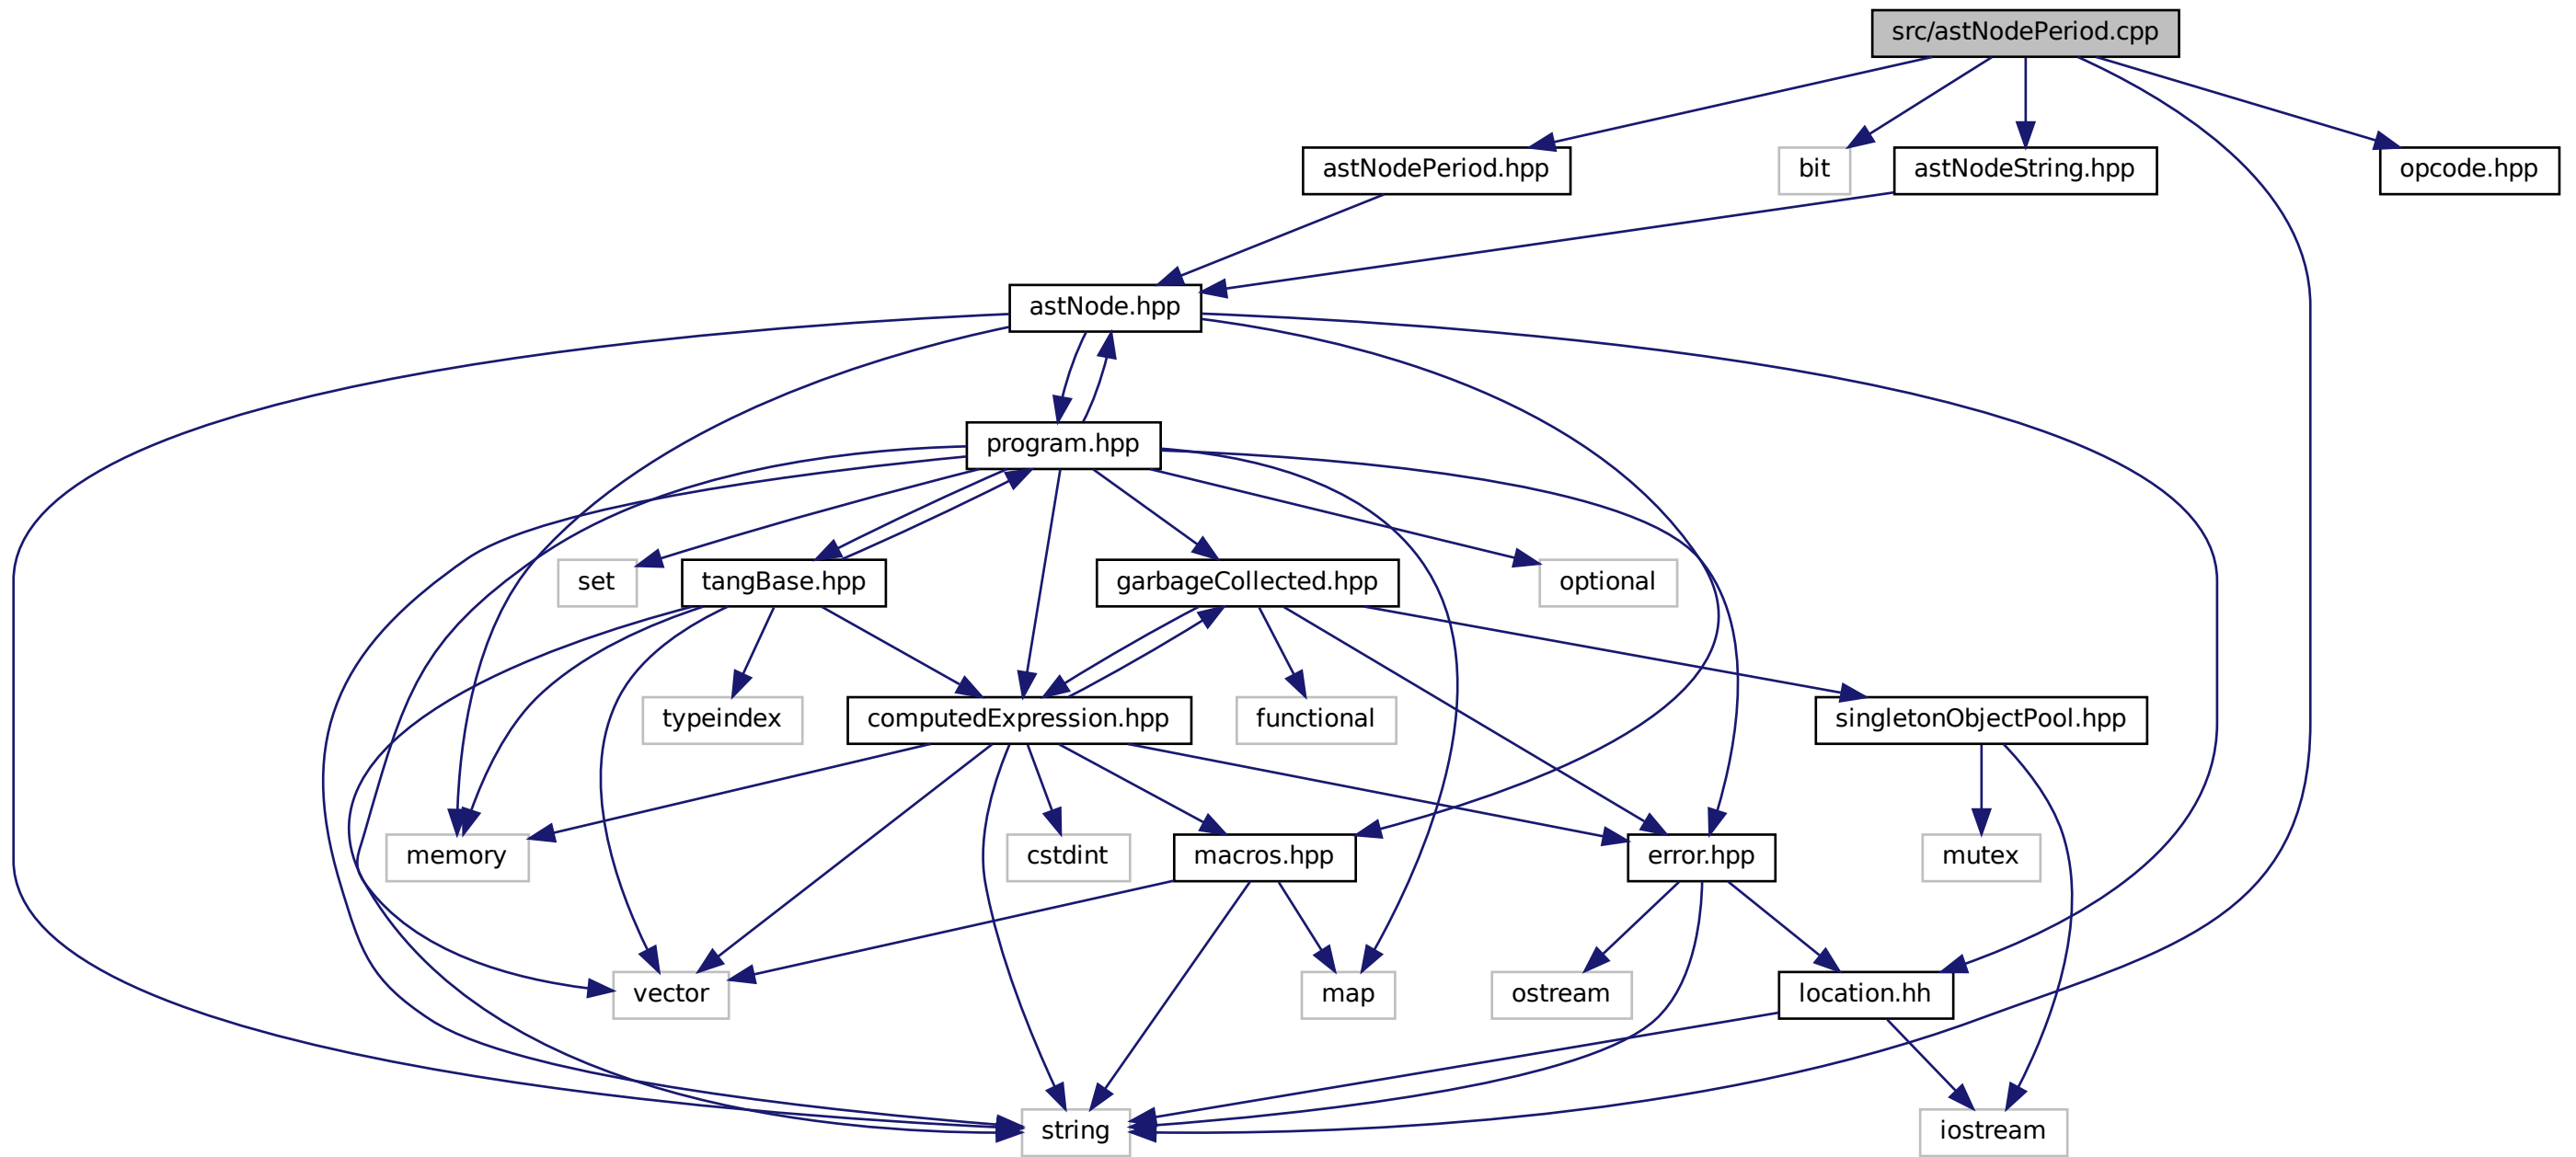 src/astNodePeriod.cpp
astNodePeriod.hpp
bit
astNodeString.hpp
opcode.hpp
astNode.hpp
program.hpp
set
tangBase.hpp
garbageCollected.hpp
optional
typeindex
computedExpression.hpp
functional
singletonObjectPool.hpp
memory
cstdint
macros.hpp
error.hpp
mutex
vector
map
ostream
location.hh
string
iostream